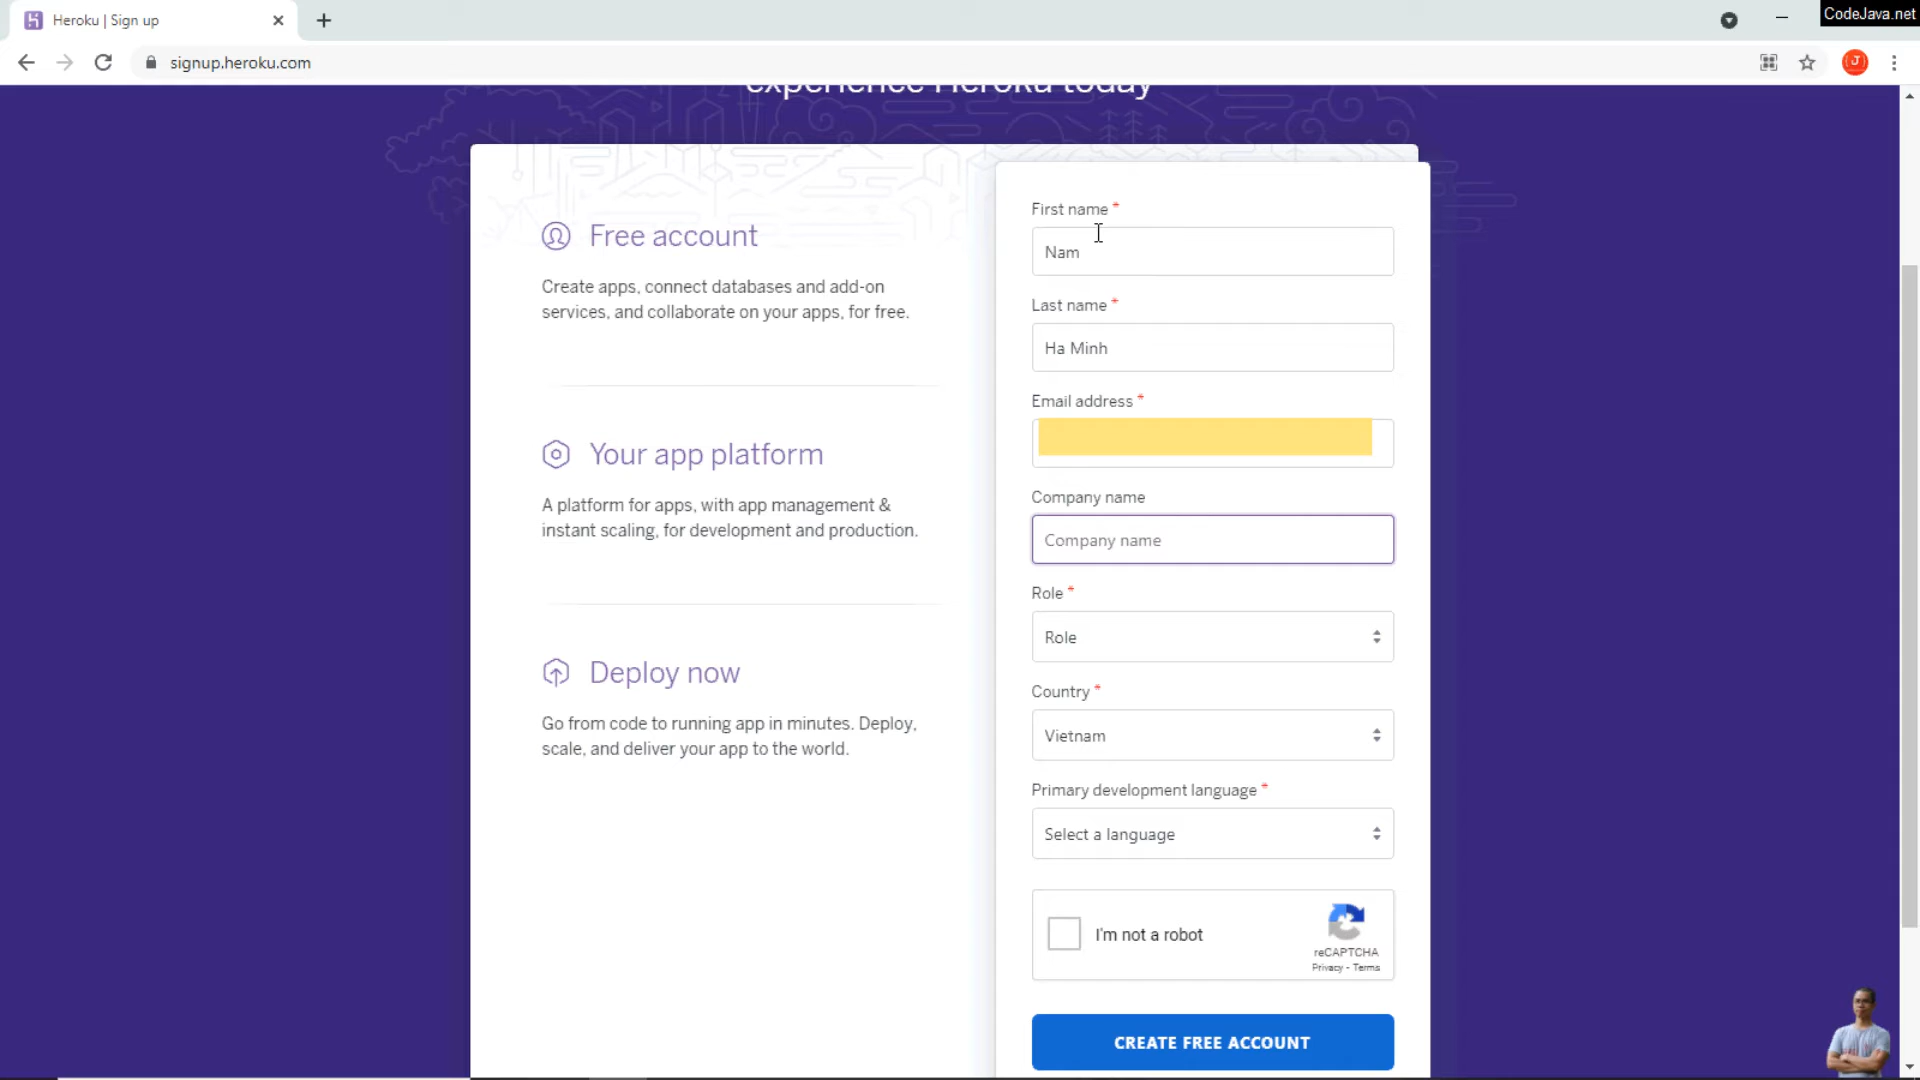 Heroku | Sign up
CodeJava.net
signup.heroku.com
experience Heroku today
Free account
Create apps, connect databases and add-on
services, and collaborate on your apps, for free.
Your app platform
A platform for apps, with app management &
instant scaling, for development and production.
Deploy now
Go from code to running app in minutes. Deploy,
scale, and deliver your app to the world.
First name *
Nam
Last name *
Ha Minh
Email address *
Company name
Company name
Role *
Role
Country *
Vietnam
Primary development language *
Select a language
I'm not a robot
reCAPTCHA
Privacy - Terms
CREATE FREE ACCOUNT